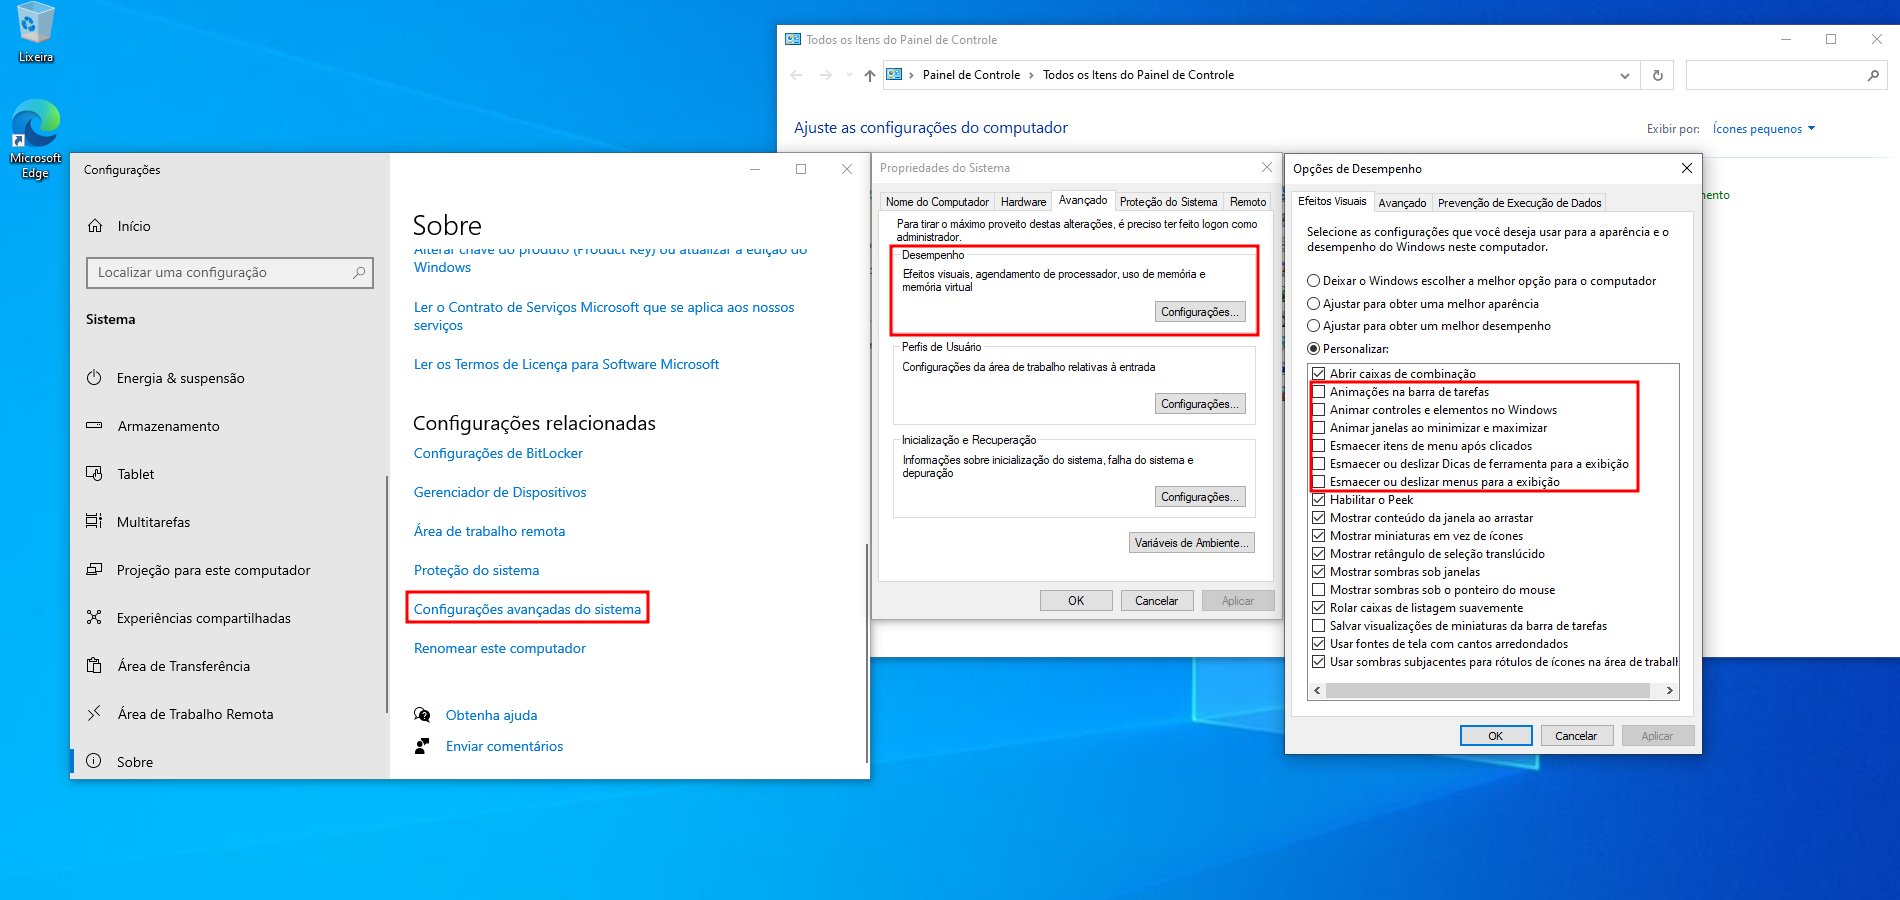 Lixeira
Microsoft
Edge
Todos os Itens do Painel de Controle
Painel de Controle
Todos os Itens do Painel de Controle
Ajuste as configurações do computador
Exibir por:
Ícones pequenos
Configurações
Início
Localizar uma configuração
Sistema
Energia & suspensão
Armazenamento
Tablet
Multitarefas
Projeção para este computador
Experiências compartilhadas
Área de Transferência
Área de Trabalho Remota
Sobre
Sobre
Alterar chave do produto (Product Key) ou atualizar a edição do
Windows
Ler o Contrato de Serviços Microsoft que se aplica aos nossos
serviços
Ler os Termos de Licença para Software Microsoft
Configurações relacionadas
Configurações de BitLocker
Gerenciador de Dispositivos
Área de trabalho remota
Proteção do sistema
Configurações avançadas do sistema
Renomear este computador
Obtenha ajuda
Enviar comentários
Propriedades do Sistema
Nome do Computador
Hardware
Avançado
Proteção do Sistema
Remoto
Para tirar o máximo proveito destas alterações, é preciso ter feito logon como
administrador.
Desempenho
Efeitos visuais, agendamento de processador, uso de memória e
memória virtual
Configurações...
Perfis de Usuário
Configurações da área de trabalho relativas à entrada
Configurações...
Inicialização e Recuperação
Informações sobre inicialização do sistema, falha do sistema e
depuração
Configurações...
Variáveis de Ambiente...
OK
Cancelar
Aplicar
Opções de Desempenho
Efeitos Visuais
Avançado
Prevenção de Execução de Dados
Selecione as configurações que você deseja usar para a aparência e o
desempenho do Windows neste computador.
Deixar o Windows escolher a melhor opção para o computador
Ajustar para obter uma melhor aparência
Ajustar para obter um melhor desempenho
Personalizar:
Abrir caixas de combinação
Animações na barra de tarefas
Animar controles e elementos no Windows
Animar janelas ao minimizar e maximizar
Esmaecer itens de menu após clicados
Esmaecer ou deslizar Dicas de ferramenta para a exibição
Esmaecer ou deslizar menus para a exibição
Habilitar o Peek
Mostrar conteúdo da janela ao arrastar
Mostrar miniaturas em vez de ícones
Mostrar retângulo de seleção translúcido
Mostrar sombras sob janelas
Mostrar sombras sob o ponteiro do mouse
Rolar caixas de listagem suavemente
Salvar visualizações de miniaturas da barra de tarefas
Usar fontes de tela com cantos arredondados
Usar sombras subjacentes para rótulos de ícones na área de trabal
OK
Cancelar
Aplicar
mento